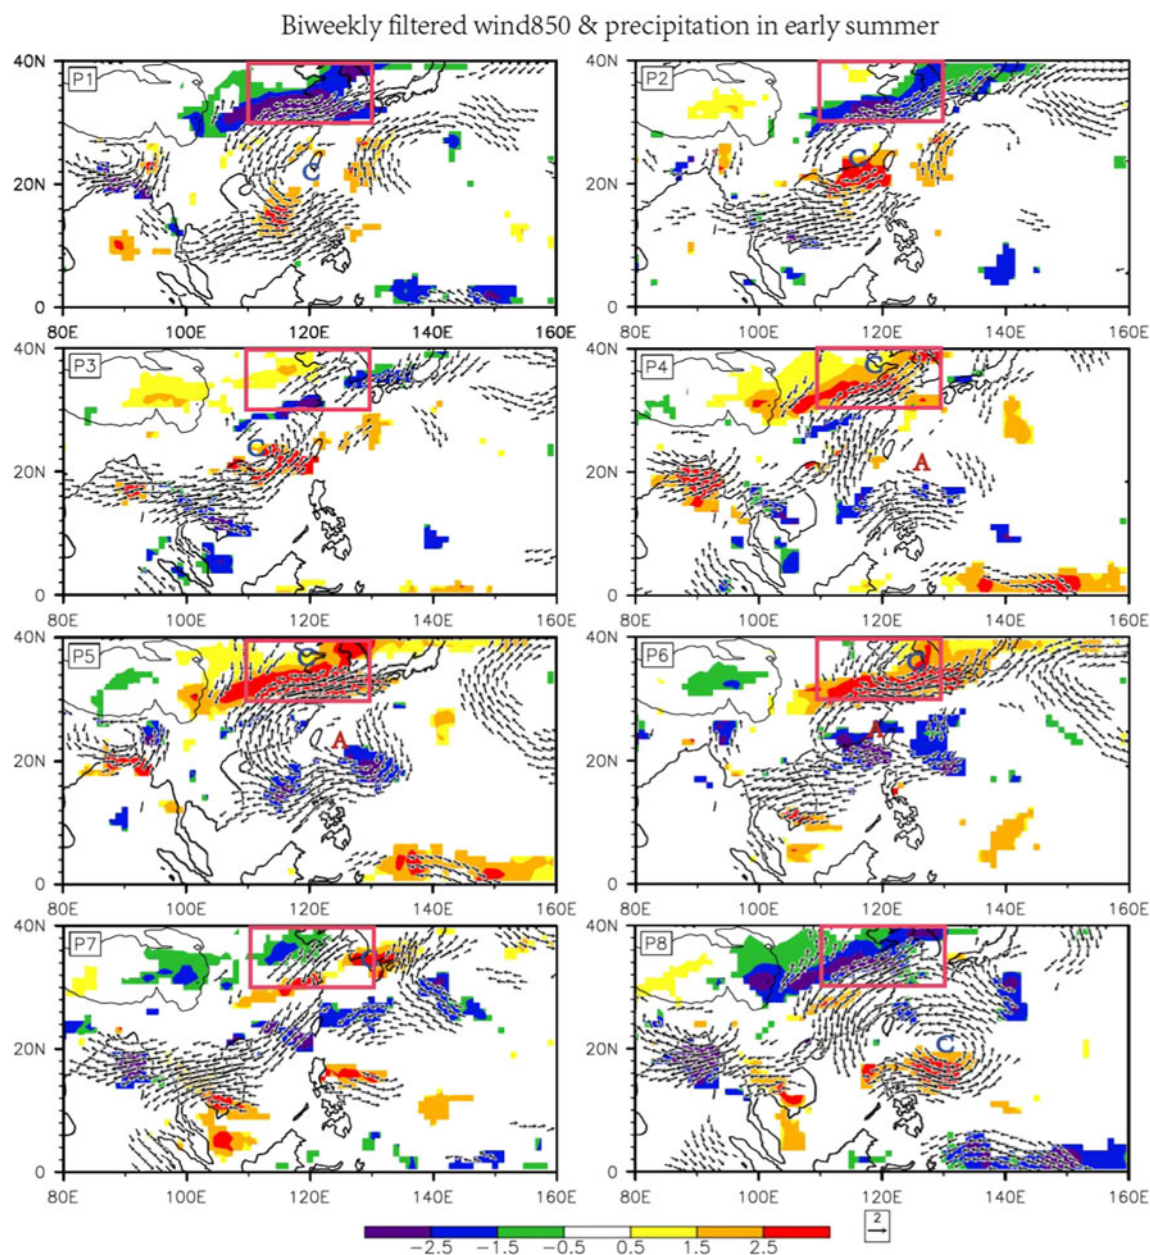 Biweekly filtered wind850 & precipitation in early summer
40N P1 C 20N 0 80E 100E 120E 140E 160E
40N P2 C 20N 0 80E 100E 120E 140E 160E
40N P3 C 20N 0 80E 100E 120E 140E 160E
40N P4 C A 20N 0 80E 100E 120E 140E 160E
40N P5 C A 20N 0 80E 100E 120E 140E 160E
40N P6 C A 20N 0 80E 100E 120E 140E 160E
40N P7 C 20N 0 80E 100E 120E 140E 160E
40N P8 C 20N 0 80E 100E 120E 140E 160E
-2.5 -1.5 -0.5 0.5 1.5 2.5 2